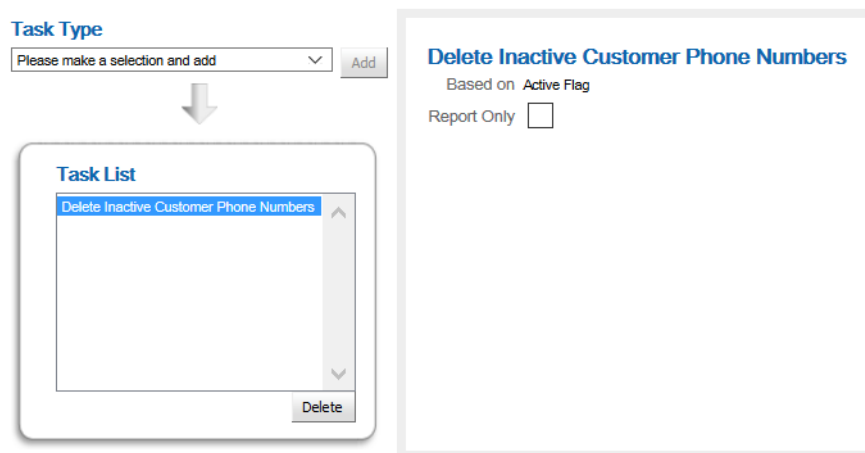 Task Type
Please make a selection and add
Add
Task List
Delete Inactive Customer Phone Numbers
Delete
Delete Inactive Customer Phone Numbers
Based on Active Flag
Report Only